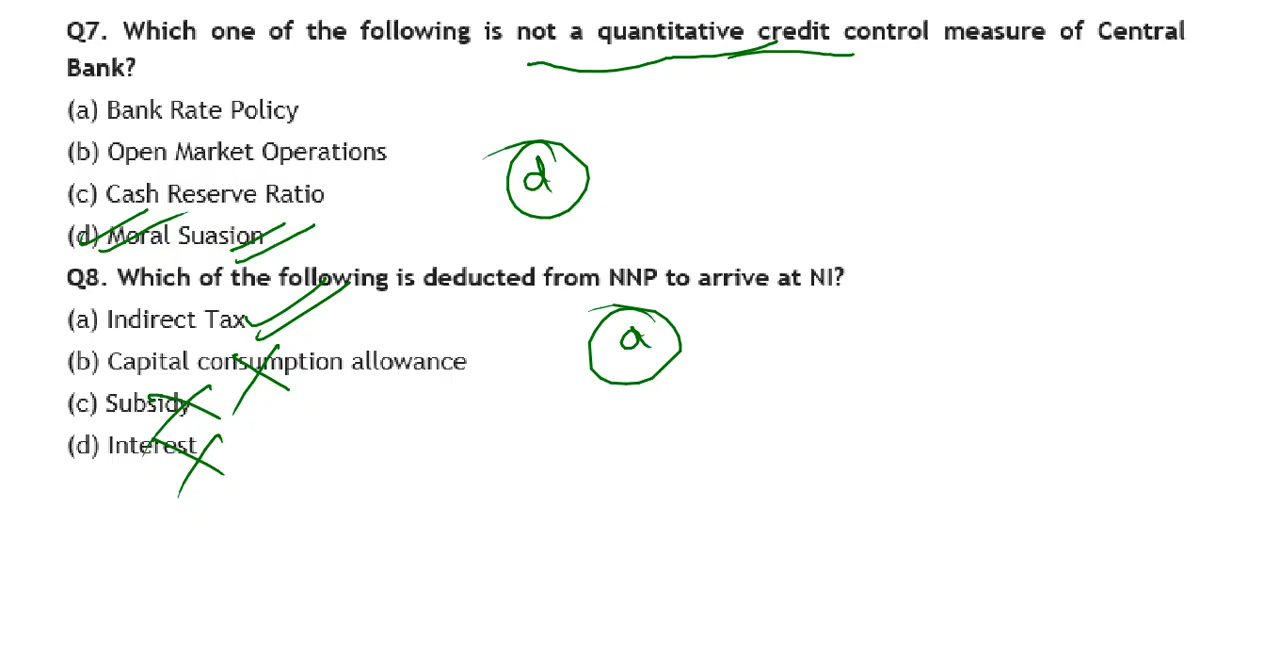 Q7. Which one of the following is not a quantitative credit control measure of Central
Bank?
(a) Bank Rate Policy
(b) Open Market Operations
d
(c) Cash Reserve Ratio
(d) Moral Suasion
Q8. Which of the following is deducted from NNP to arrive at NI?
(a) Indirect Tax
a
(b) Capital consumption allowance
(c) Subsidy
(d) Interest